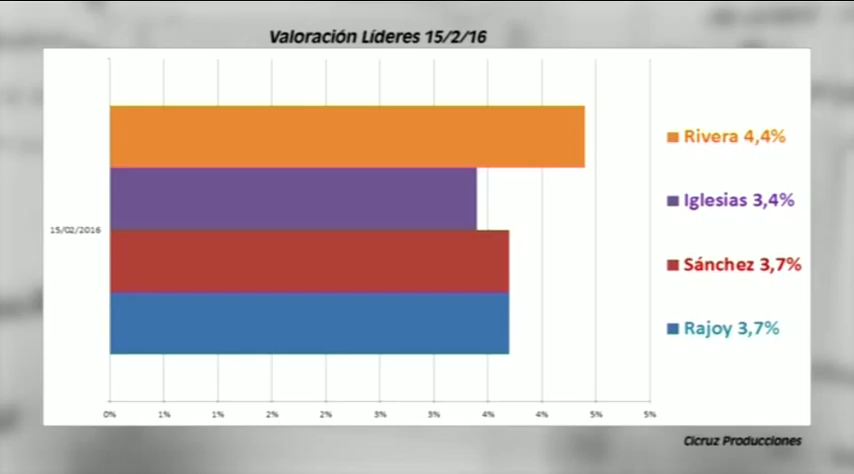 Valoración Líderes 15/2/16
Rivera 4,4%
Iglesias 3,4%
15/02/2016
Sánchez 3,7%
Rajoy 3,7%
0% 1% 1% 2% 2% 3% 3% 4% 4% 5% 5%
Cicruz Producciones